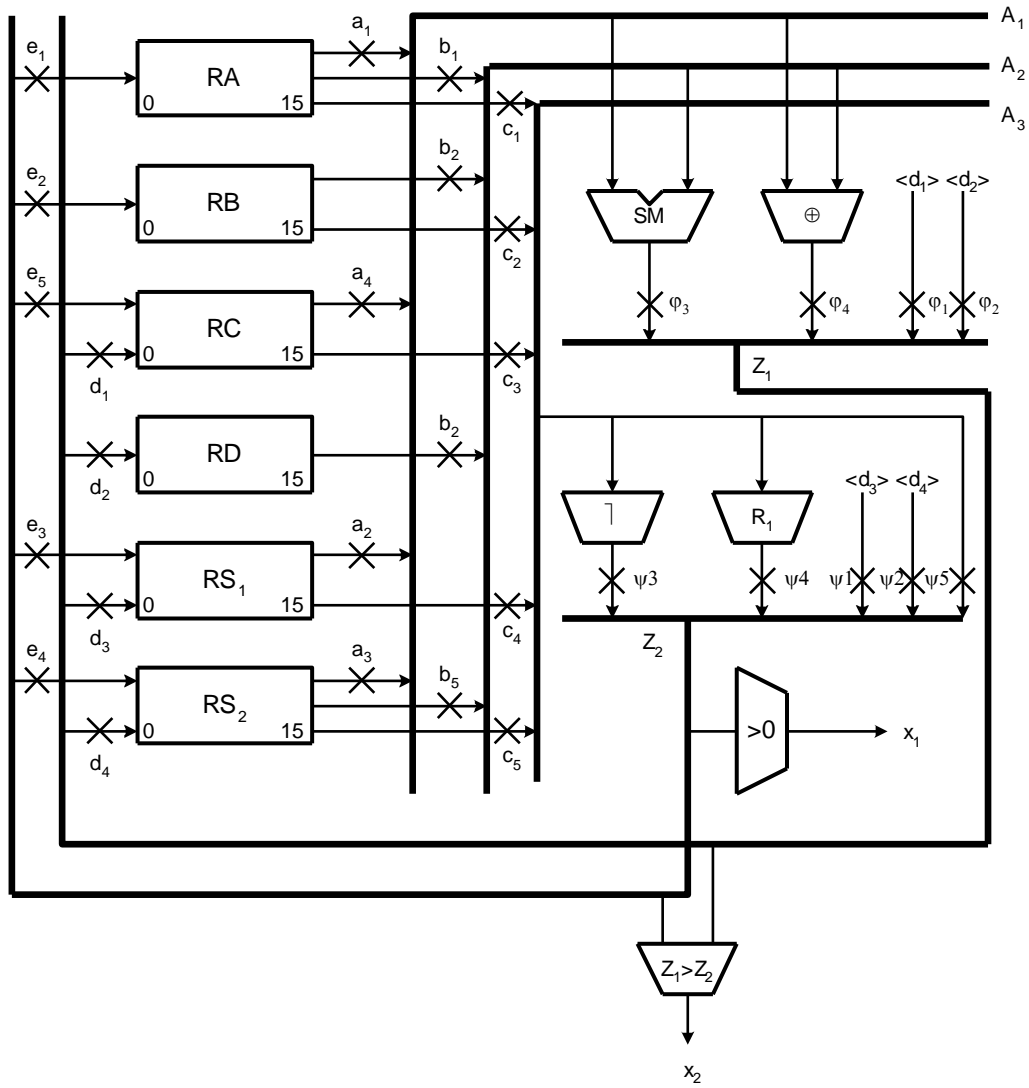 A₁
a₁
e₁
b₁
A₂
RA
0 15
A₃
c₁
b₂
e₂
<d₁> <d₂>
RB
SM
⊕
0 15
c₂
e₅
a₄
RC
φ₃
φ₄
φ₁
φ₂
0 15
Z₁
d₁
c₃
b₂
RD
0 15
d₂
<d₃> <d₄>
e₃
a₂
⏋
R₁
RS₁
ψ3
ψ4
ψ1
ψ2
ψ5
0 15
d₃
c₄
Z₂
e₄
a₃
b₅
RS₂
0 15
>0
x₁
d₄
c₅
Z₁>Z₂
x₂